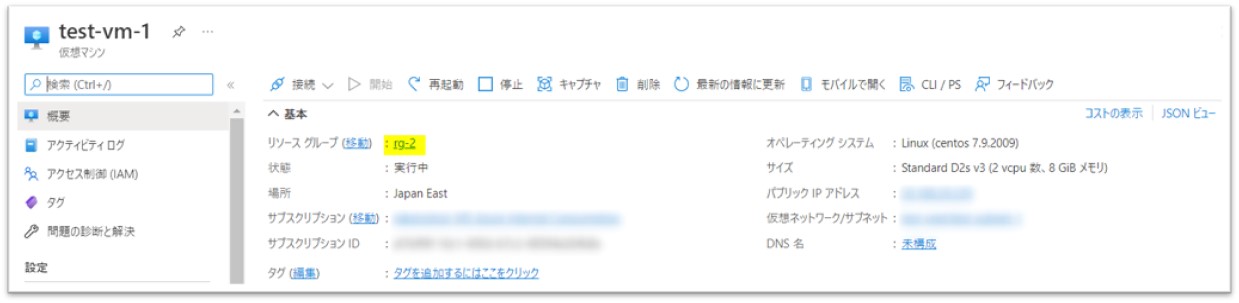 test-vm-1
仮想マシン
検索 (Ctrl+/)
概要
アクティビティ ログ
アクセス制御 (IAM)
タグ
問題の診断と解決
設定
接続 開始 再起動 停止 キャプチャ 削除 最新の情報に更新 モバイルで開く CLI / PS フィードバック
基本 コストの表示 JSON ビュー
リソース グループ (移動) : rg-2 オペレーティング システム : Linux (centos 7.9.2009)
状態 : 実行中 サイズ : Standard D2s v3 (2 vcpu 数、8 GiB メモリ)
場所 : Japan East パブリック IP アドレス :
サブスクリプション (移動) : 仮想ネットワーク/サブネット :
サブスクリプション ID : DNS 名 : 未構成
タグ (編集) : タグを追加するにはここをクリック